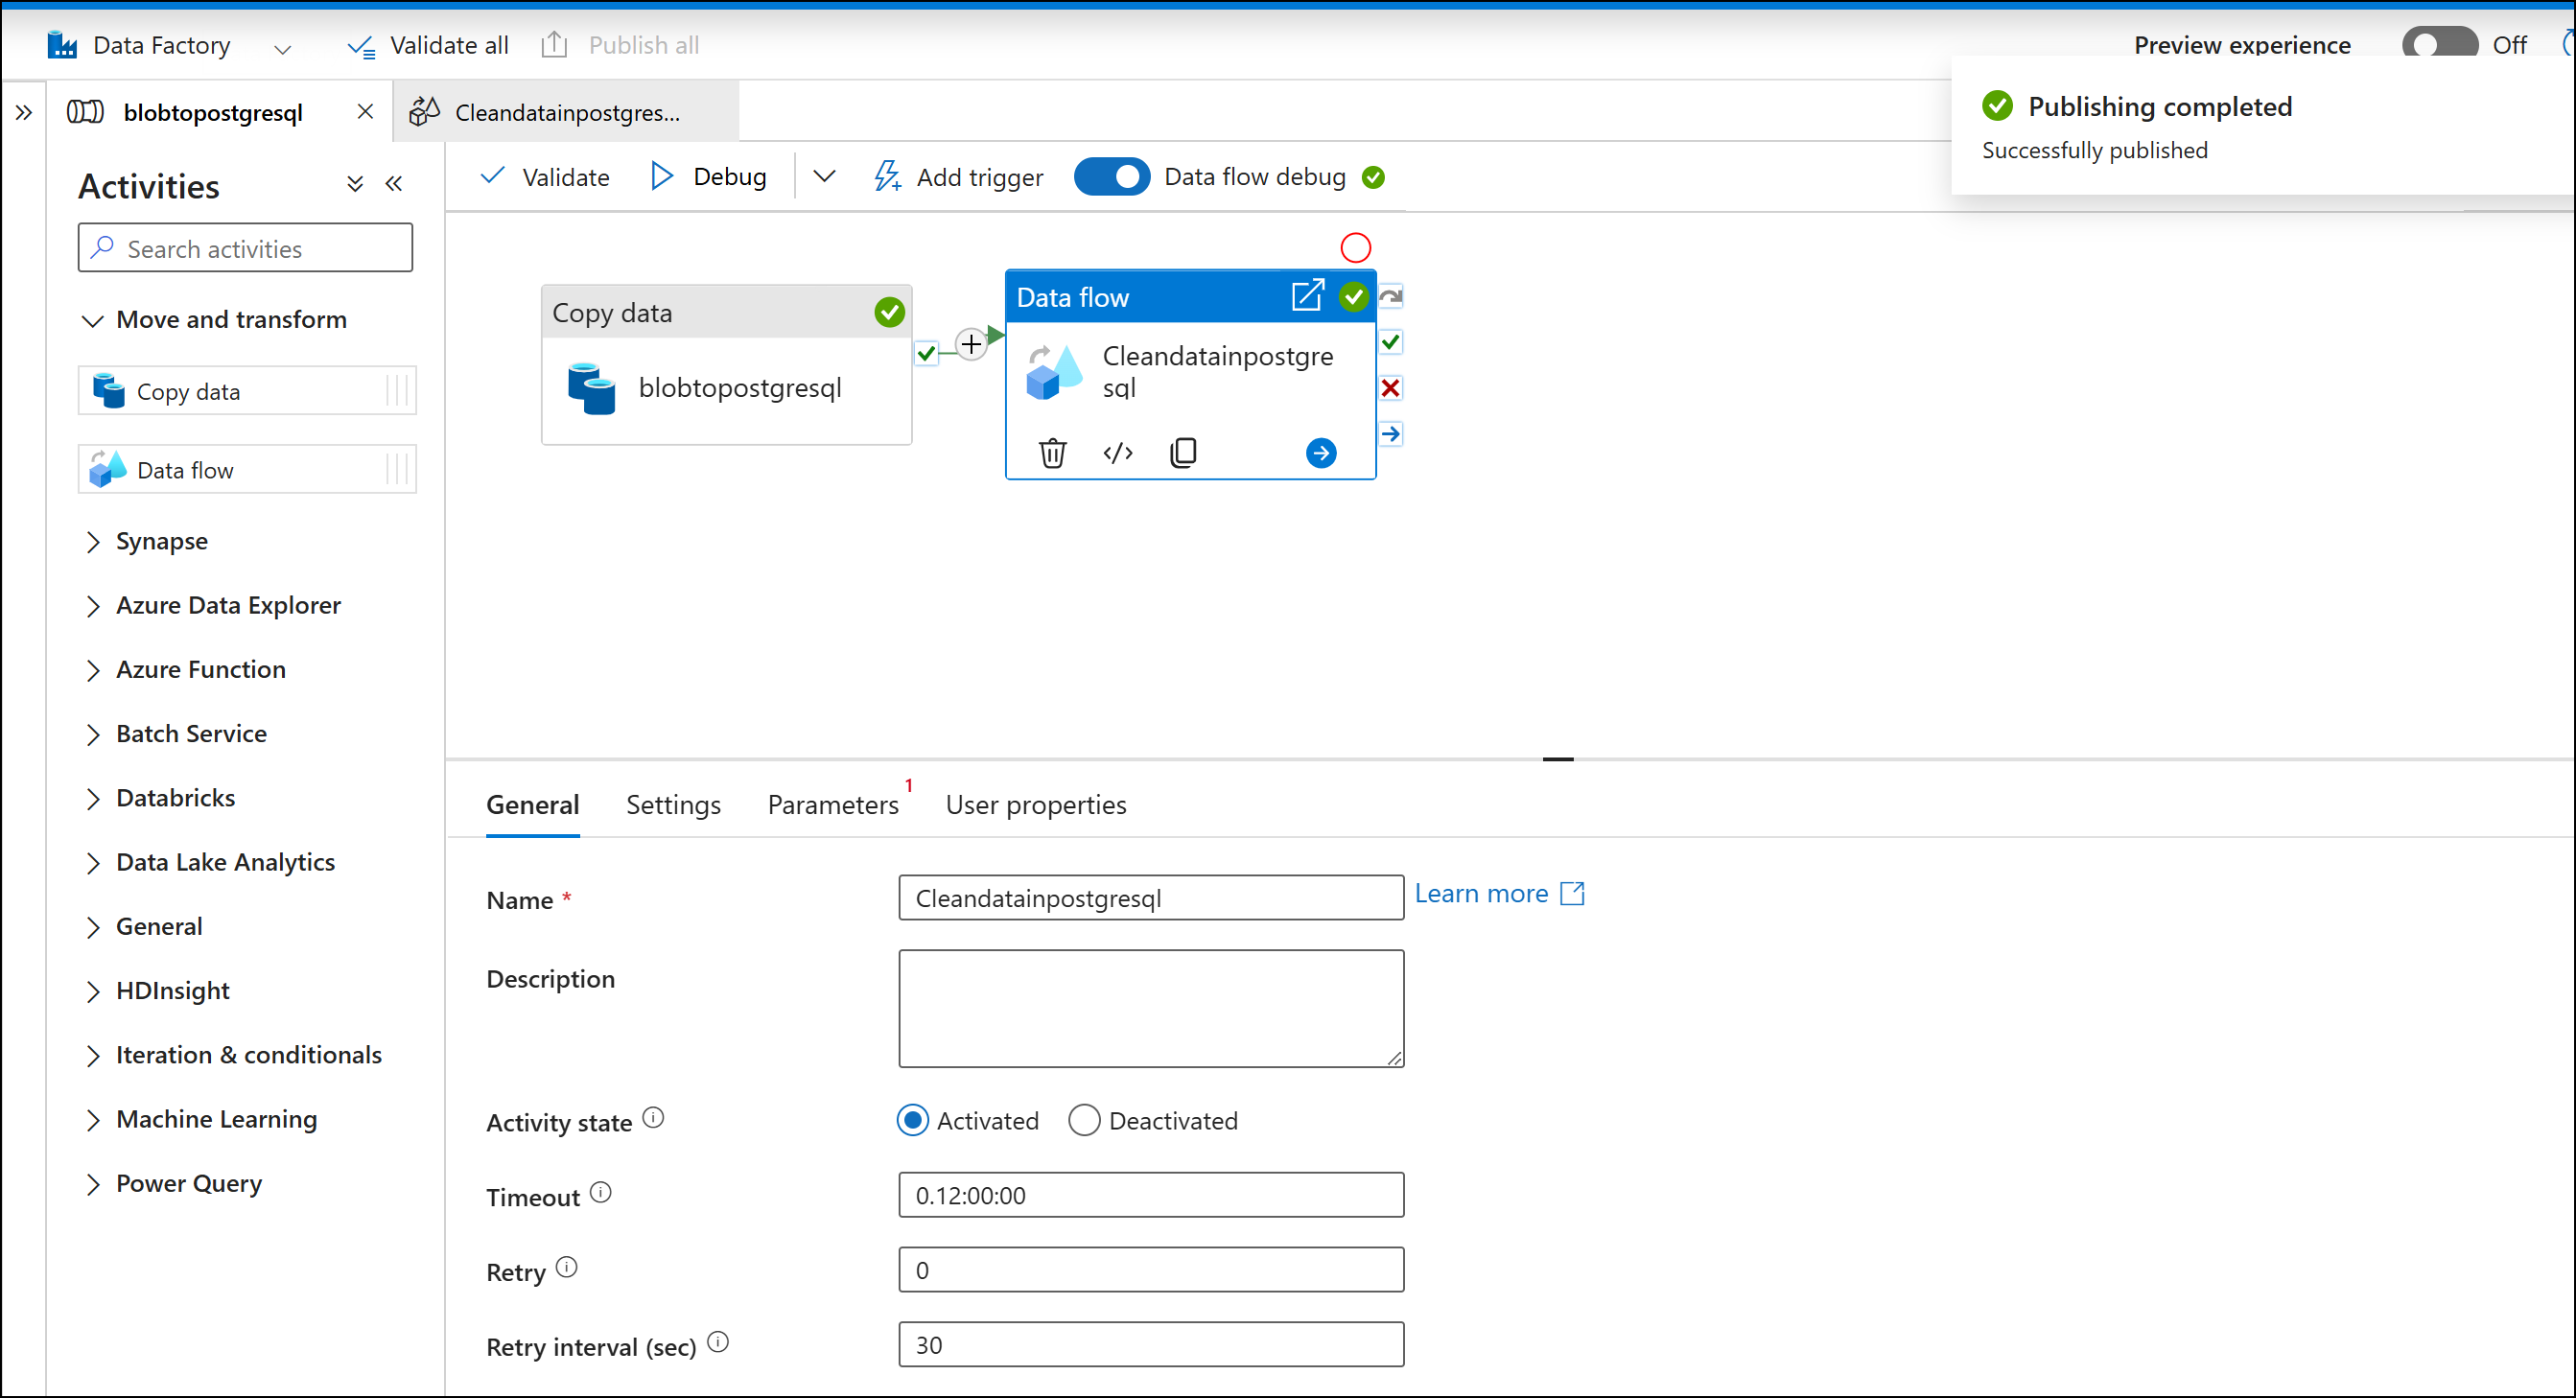 Data Factory
Validate all
Publish all
Preview experience
Off
Publishing completed
Successfully published
blobtopostgresql
Cleandatainpostgres...
Activities
Search activities
Move and transform
Copy data
Data flow
Synapse
Azure Data Explorer
Azure Function
Batch Service
Databricks
Data Lake Analytics
General
HDInsight
Iteration & conditionals
Machine Learning
Power Query
Validate
Debug
Add trigger
Data flow debug
Copy data
blobtopostgresql
Data flow
Cleandatainpostgre
sql
General
Settings
Parameters 1
User properties
Name *
Cleandatainpostgresql
Learn more
Description
Activity state
Activated
Deactivated
Timeout
0.12:00:00
Retry
0
Retry interval (sec)
30